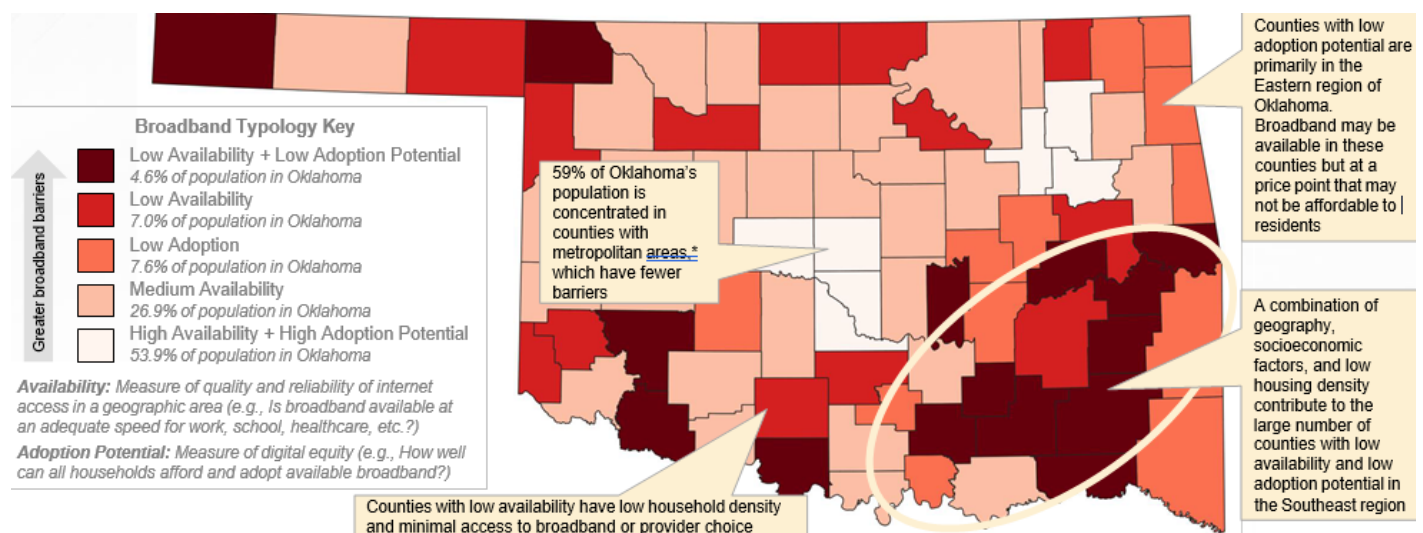 Broadband Typology Key
Greater broadband barriers
Low Availability + Low Adoption Potential
4.6% of population in Oklahoma
Low Availability
7.0% of population in Oklahoma
Low Adoption
7.6% of population in Oklahoma
Medium Availability
26.9% of population in Oklahoma
High Availability + High Adoption Potential
53.9% of population in Oklahoma
Availability: Measure of quality and reliability of internet
access in a geographic area (e.g., Is broadband available at
an adequate speed for work, school, healthcare, etc.?)
Adoption Potential: Measure of digital equity (e.g., How well
can all households afford and adopt available broadband?)
59% of Oklahoma's
population is
concentrated in
counties with
metropolitan areas,*
which have fewer
barriers
Counties with low availability have low household density
and minimal access to broadband or provider choice
Counties with low
adoption potential are
primarily in the
Eastern region of
Oklahoma.
Broadband may be
available in these
counties but at a
price point that may
not be affordable to
residents
A combination of
geography,
socioeconomic
factors, and low
housing density
contribute to the
large number of
counties with low
availability and low
adoption potential in
the Southeast region